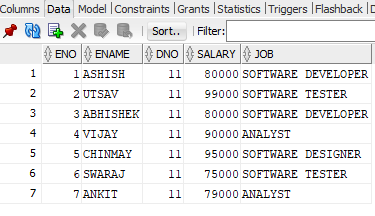 Columns Data Model Constraints Grants Statistics Triggers Flashback D
Sort.. Filter:
ENO ENAME DNO SALARY JOB
1 1 ASHISH 11 80000 SOFTWARE DEVELOPER
2 2 UTSAV 11 99000 SOFTWARE TESTER
3 3 ABHISHEK 11 80000 SOFTWARE DEVELOPER
4 4 VIJAY 11 90000 ANALYST
5 5 CHINMAY 11 95000 SOFTWARE DESIGNER
6 6 SWARAJ 11 75000 SOFTWARE TESTER
7 7 ANKIT 11 79000 ANALYST